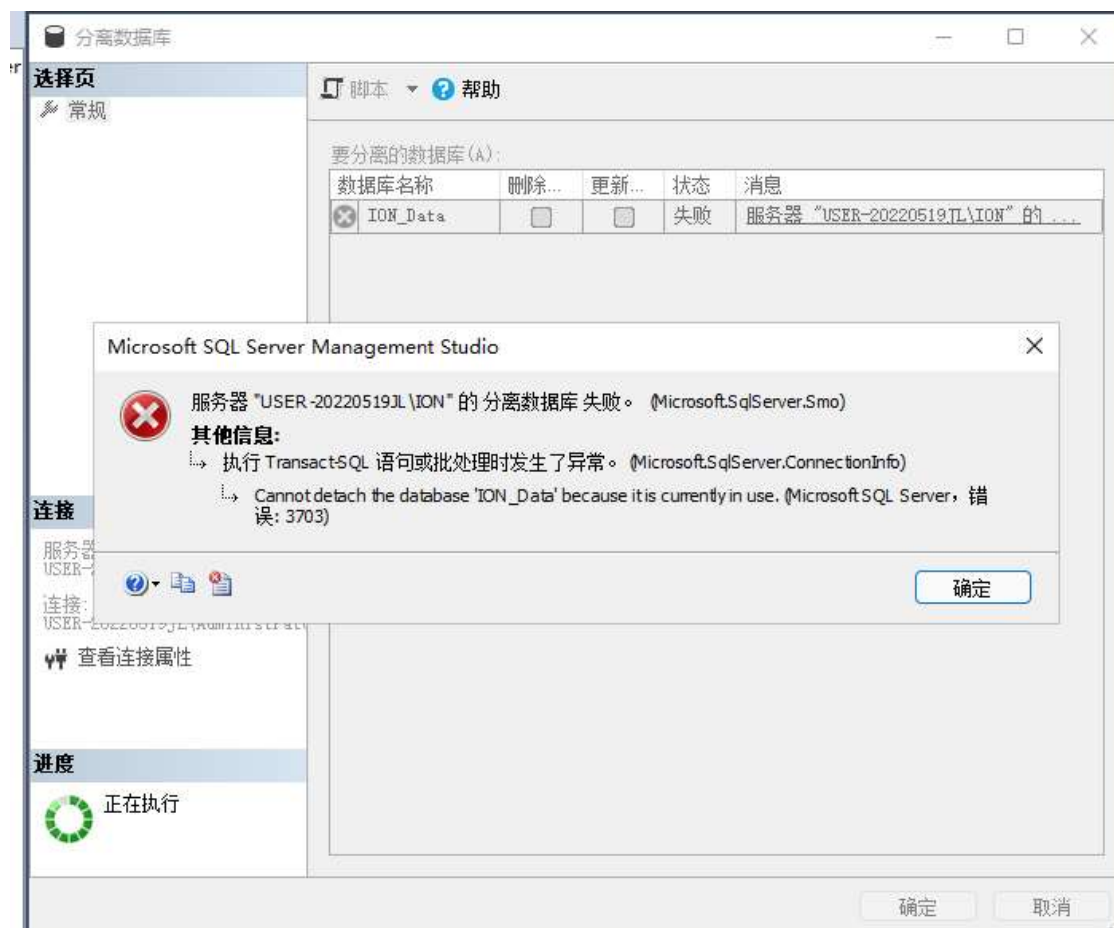 分离数据库
er
选择页
常规
脚本
帮助
要分离的数据库(A):
数据库名称 删除... 更新... 状态 消息
ION_Data 失败 服务器 "USER-20220519JL\ION" 的 ...
Microsoft SQL Server Management Studio
服务器 "USER-20220519JL\ION" 的 分离数据库 失败。 (Microsoft.SqlServer.Smo)
其他信息:
执行 Transact-SQL 语句或批处理时发生了异常。 (Microsoft.SqlServer.ConnectionInfo)
Cannot detach the database 'ION_Data' because it is currently in use. (Microsoft SQL Server，错
误: 3703)
确定
连接
服务器
USER-
连接:
查看连接属性
进度
正在执行
确定
取消